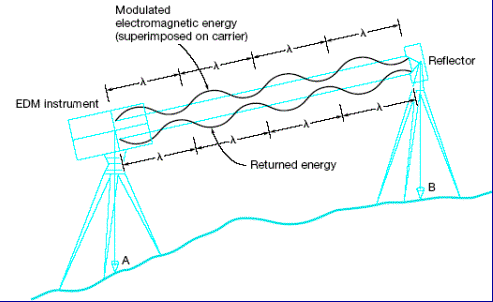 Modulated
electromagnetic energy
(superimposed on carrier)
λ
λ
λ
λ
Reflector
EDM instrument
λ
λ
λ
λ
Returned energy
B
A